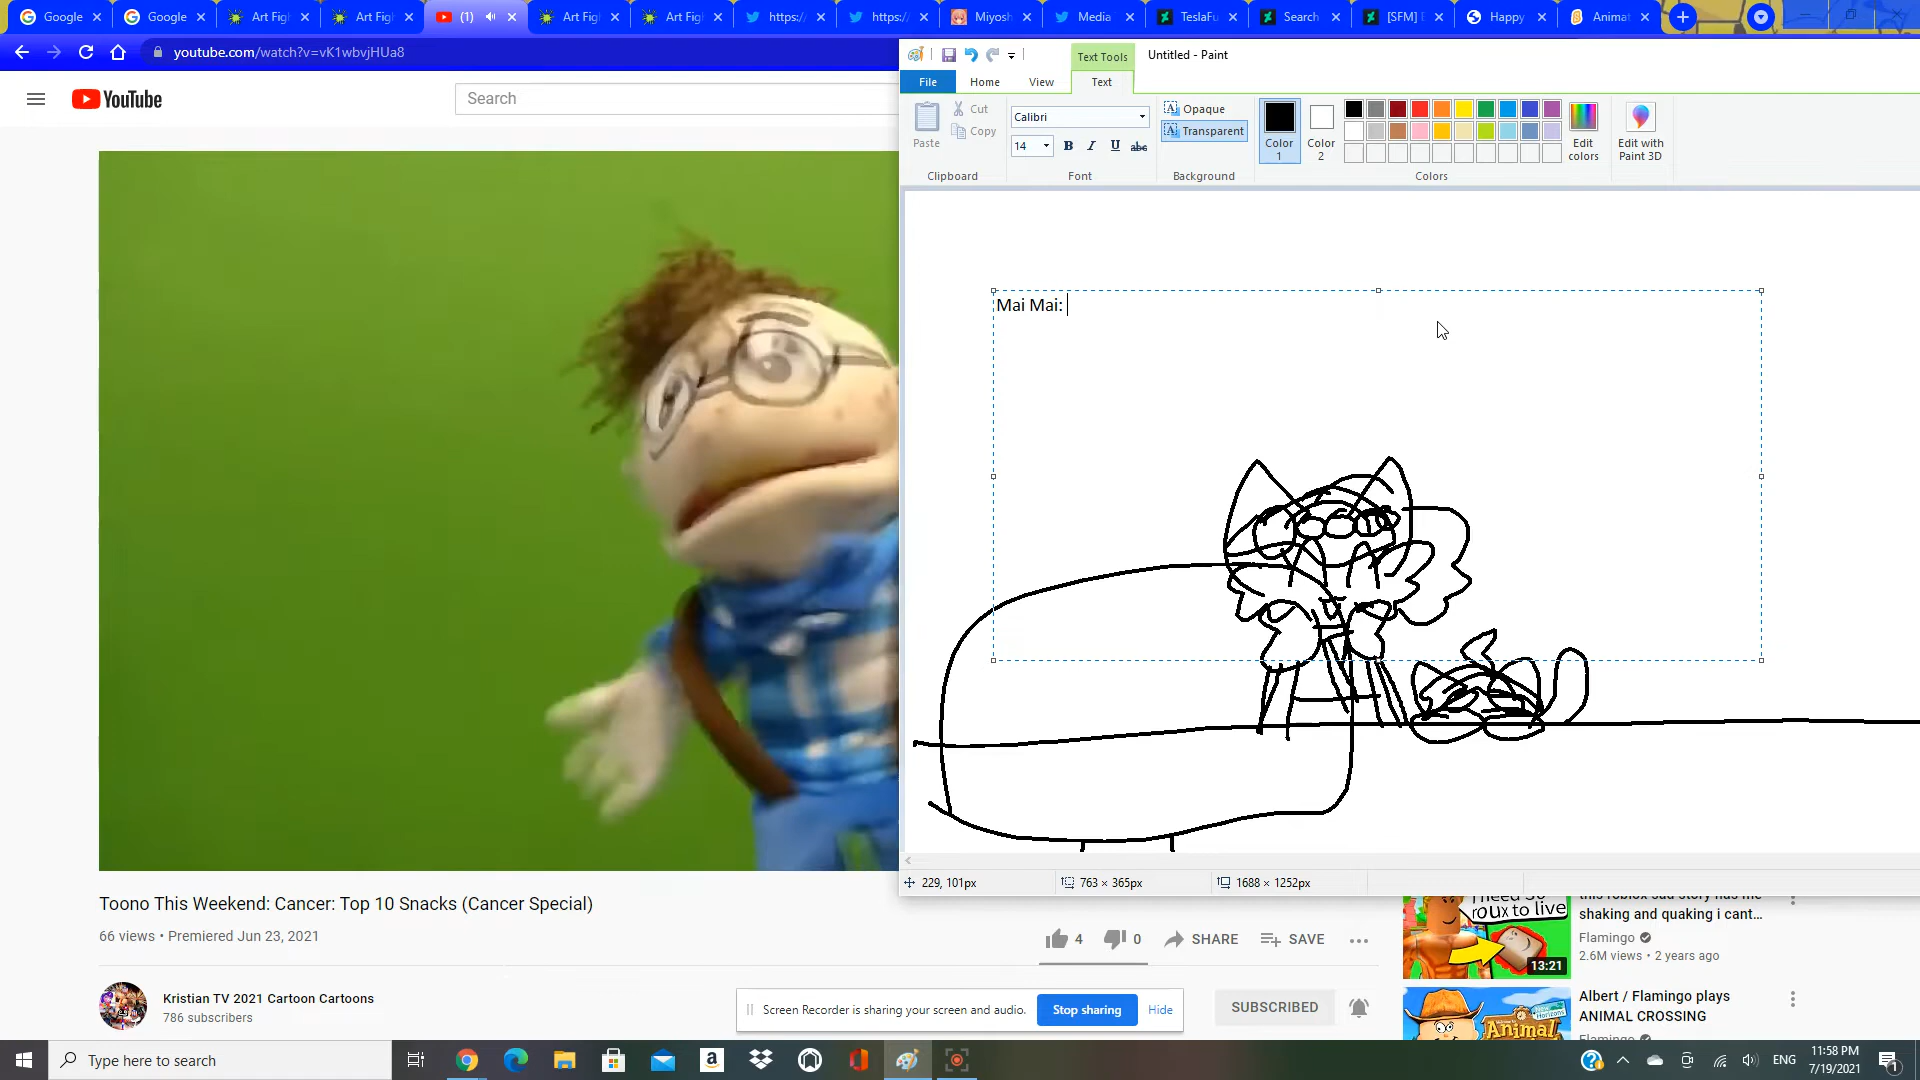 Google
Google
Art Figh
Art Figh
(1)
Art Figh
Art Figh
https:/
https:/
Miyosh
Media
TeslaFu
Search
[SFM] E
Happy
Animat
youtube.com/watch?v=vK1wbvjHUa8
YouTube
Search
Text Tools
Untitled - Paint
File
Home
View
Text
Paste
Cut
Copy
Clipboard
Calibri
14
B
I
U
abc
Font
Opaque
Transparent
Background
Color 1
Color 2
Edit colors
Colors
Edit with Paint 3D
Mai Mai:
229, 101px
763 × 365px
1688 × 1252px
Toono This Weekend: Cancer: Top 10 Snacks (Cancer Special)
66 views • Premiered Jun 23, 2021
4
0
SHARE
SAVE
Kristian TV 2021 Cartoon Cartoons
786 subscribers
Screen Recorder is sharing your screen and audio.
Stop sharing
Hide
SUBSCRIBED
roux to live
13:21
shaking and quaking i cant...
Flamingo
2.6M views • 2 years ago
ANIMAL
Albert / Flamingo plays
ANIMAL CROSSING
Type here to search
ENG
11:58 PM
7/19/2021
1